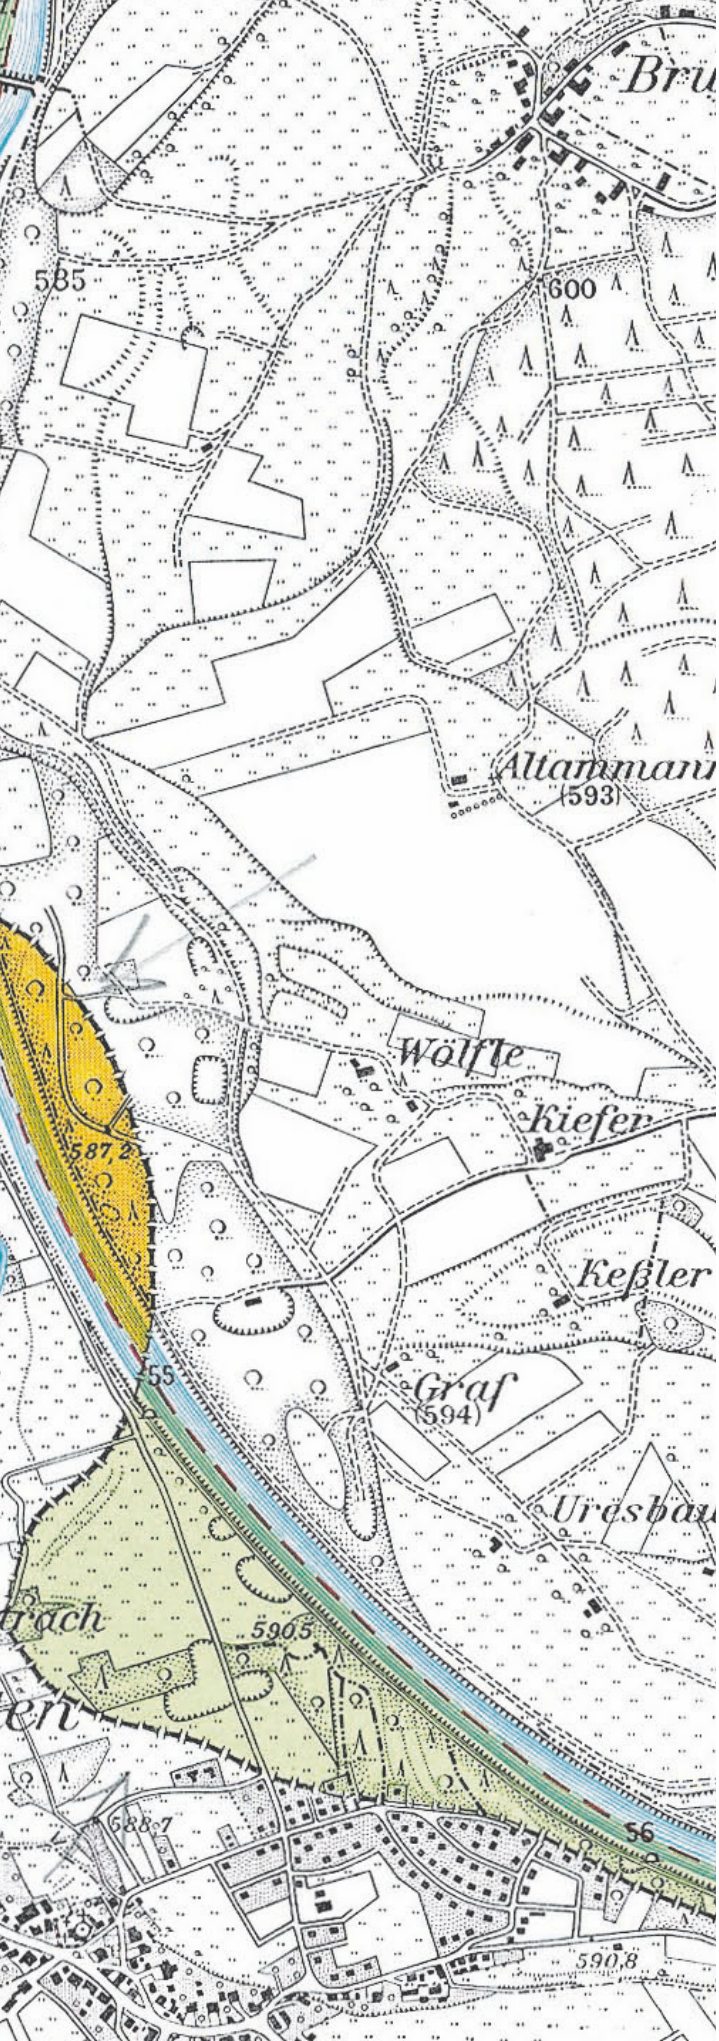 Bru
585
600
Altammann
(593)
Wölfle
Kiefer
587,2
Keßler
55
Graf
(594)
Uresbau
trach
590,5
en
588,7
56
590,8